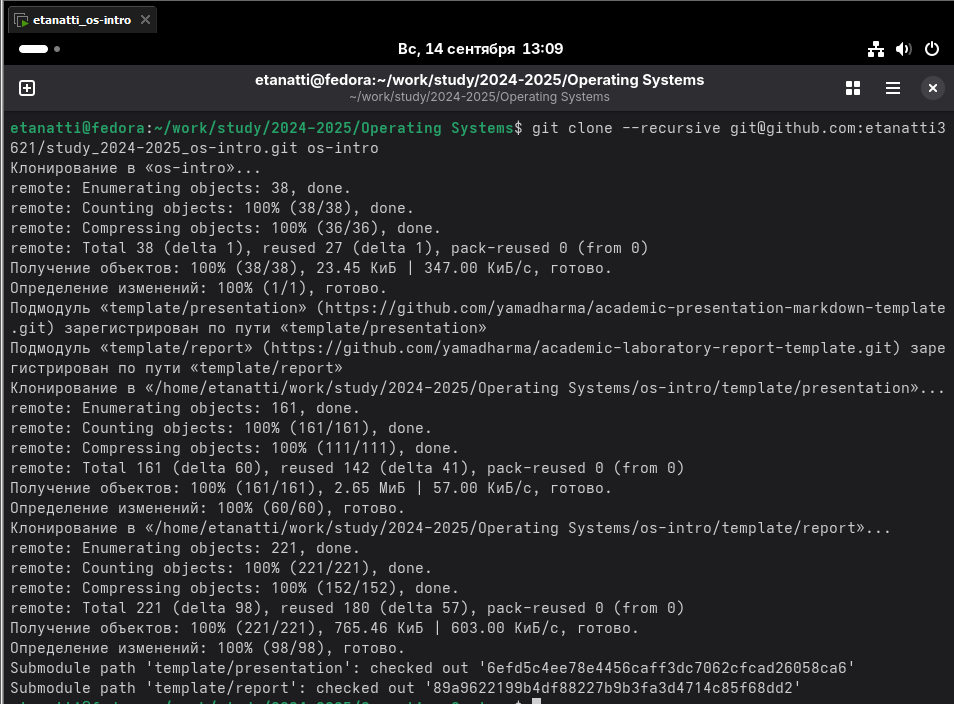 etanatti_os-intro
Вс, 14 сентября 13:09
etanatti@fedora:~/work/study/2024-2025/Operating Systems
~/work/study/2024-2025/Operating Systems
etanatti@fedora:~/work/study/2024-2025/Operating Systems$ git clone --recursive git@github.com:etanatti3
621/study_2024-2025_os-intro.git os-intro
Клонирование в «os-intro»...
remote: Enumerating objects: 38, done.
remote: Counting objects: 100% (38/38), done.
remote: Compressing objects: 100% (36/36), done.
remote: Total 38 (delta 1), reused 27 (delta 1), pack-reused 0 (from 0)
Получение объектов: 100% (38/38), 23.45 КиБ | 347.00 КиБ/с, готово.
Определение изменений: 100% (1/1), готово.
Подмодуль «template/presentation» (https://github.com/yamadharma/academic-presentation-markdown-template
.git) зарегистрирован по пути «template/presentation»
Подмодуль «template/report» (https://github.com/yamadharma/academic-laboratory-report-template.git) заре
гистрирован по пути «template/report»
Клонирование в «/home/etanatti/work/study/2024-2025/Operating Systems/os-intro/template/presentation»...
remote: Enumerating objects: 161, done.
remote: Counting objects: 100% (161/161), done.
remote: Compressing objects: 100% (111/111), done.
remote: Total 161 (delta 60), reused 142 (delta 41), pack-reused 0 (from 0)
Получение объектов: 100% (161/161), 2.65 МиБ | 57.00 КиБ/с, готово.
Определение изменений: 100% (60/60), готово.
Клонирование в «/home/etanatti/work/study/2024-2025/Operating Systems/os-intro/template/report»...
remote: Enumerating objects: 221, done.
remote: Counting objects: 100% (221/221), done.
remote: Compressing objects: 100% (152/152), done.
remote: Total 221 (delta 98), reused 180 (delta 57), pack-reused 0 (from 0)
Получение объектов: 100% (221/221), 765.46 КиБ | 603.00 КиБ/с, готово.
Определение изменений: 100% (98/98), готово.
Submodule path 'template/presentation': checked out '6efd5c4ee78e4456caff3dc7062cfcad26058ca6'
Submodule path 'template/report': checked out '89a9622199b4df88227b9b3fa3d4714c85f68dd2'